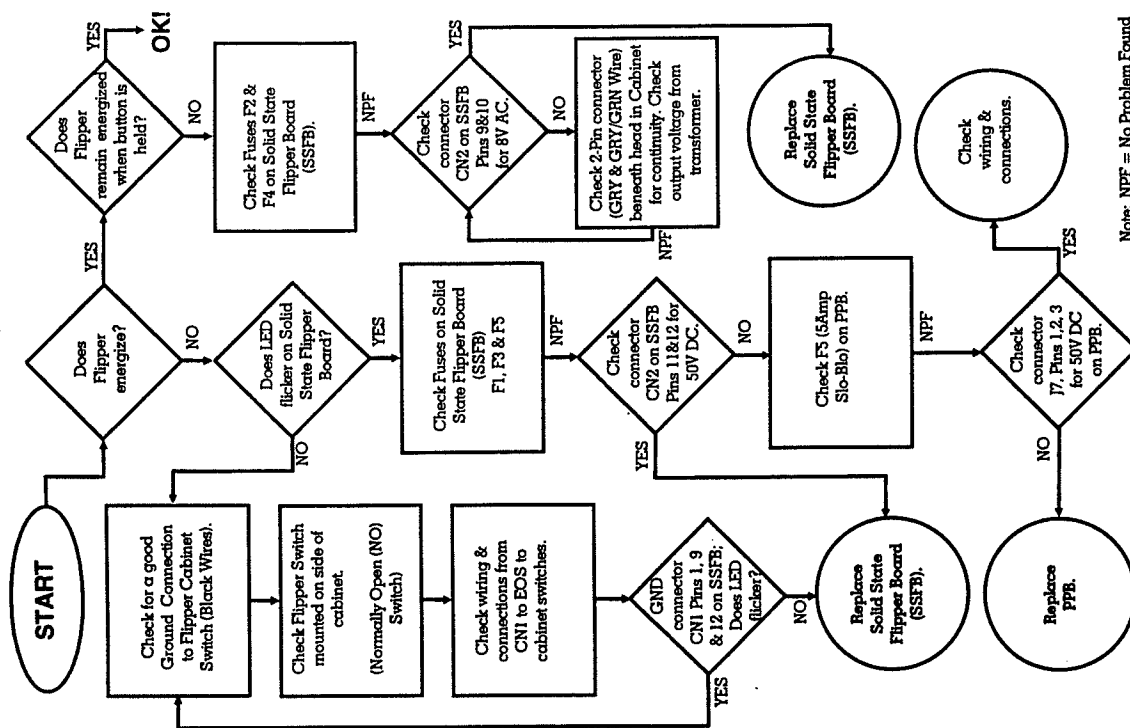 START
Does
Flipper
energize?
YES
NO
Does
Flipper
remain energized
when button is
held?
YES
OK!
NO
Check Fuses F2 &
F4 on Solid State
Flipper Board
(SSFB).
NPF
Check
connector
CN2 on SSFB
Pins 9&10
for 8V AC.
YES
NO
Check 2-Pin connector
(GRY & GRY/GRN Wire)
beneath head in Cabinet
for continuity. Check
output voltage from
transformer.
NPF
Replace
Solid State
Flipper Board
(SSFB).
Does LED
flicker on Solid
State Flipper
Board?
NO
YES
Check Fuses on Solid
State Flipper Board
(SSFB)
F1, F3 & F5
NPF
Check
connector
CN2 on SSFB
Pins 11&12 for
50V DC.
YES
NO
Check F5 (5Amp
Slo-Blo) on PPB.
NPF
Check
connector
J7, Pins 1, 2, 3
for 50V DC
on PPB.
YES
NO
Check
wiring &
connections.
Replace
PPB.
Check for a good
Ground Connection
to Flipper Cabinet
Switch (Black Wires).
Check Flipper Switch
mounted on side of
cabinet.
(Normally Open (NO)
Switch)
Check wiring &
connections from
CN1 to EOS to
cabinet switches.
GND
connector
CN1 Pins 1, 9
& 12 on SSFB;
Does LED
flicker?
YES
NO
Replace
Solid State
Flipper Board
(SSFB).
Note: NPF = No Problem Found